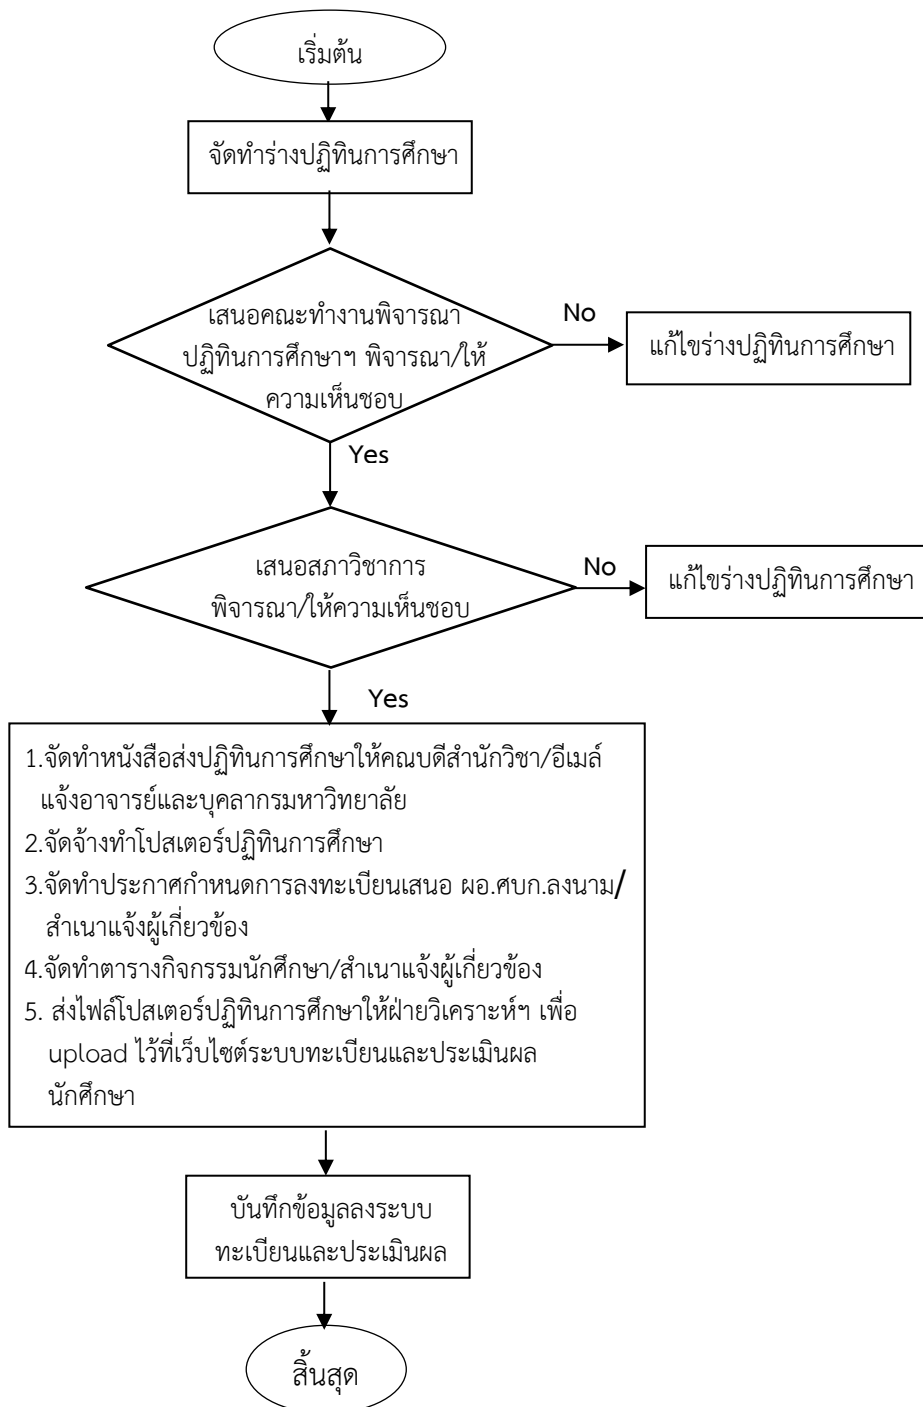 เริ่มต้น
จัดทำร่างปฏิทินการศึกษา
เสนอคณะทำงานพิจารณา
ปฏิทินการศึกษาฯ พิจารณา/ให้
ความเห็นชอบ
No
แก้ไขร่างปฏิทินการศึกษา
Yes
เสนอสภาวิชาการ
พิจารณา/ให้ความเห็นชอบ
No
แก้ไขร่างปฏิทินการศึกษา
Yes
1.จัดทำหนังสือส่งปฏิทินการศึกษาให้คณบดีสำนักวิชา/อีเมล์
แจ้งอาจารย์และบุคลากรมหาวิทยาลัย
2.จัดจ้างทำโปสเตอร์ปฏิทินการศึกษา
3.จัดทำประกาศกำหนดการลงทะเบียนเสนอ ผอ.ศบก.ลงนาม/
สำเนาแจ้งผู้เกี่ยวข้อง
4.จัดทำตารางกิจกรรมนักศึกษา/สำเนาแจ้งผู้เกี่ยวข้อง
5. ส่งไฟล์โปสเตอร์ปฏิทินการศึกษาให้ฝ่ายวิเคราะห์ฯ เพื่อ
upload ไว้ที่เว็บไซต์ระบบทะเบียนและประเมินผล
นักศึกษา
บันทึกข้อมูลลงระบบ
ทะเบียนและประเมินผล
สิ้นสุด